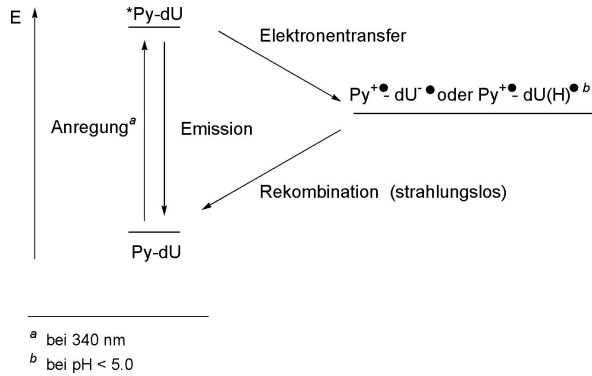 E
*Py-dU
Elektronentransfer
Py+●- dU-● oder Py+●- dU(H)● b
Anregung a
Emission
Rekombination (strahlungslos)
Py-dU
a bei 340 nm
b bei pH < 5.0